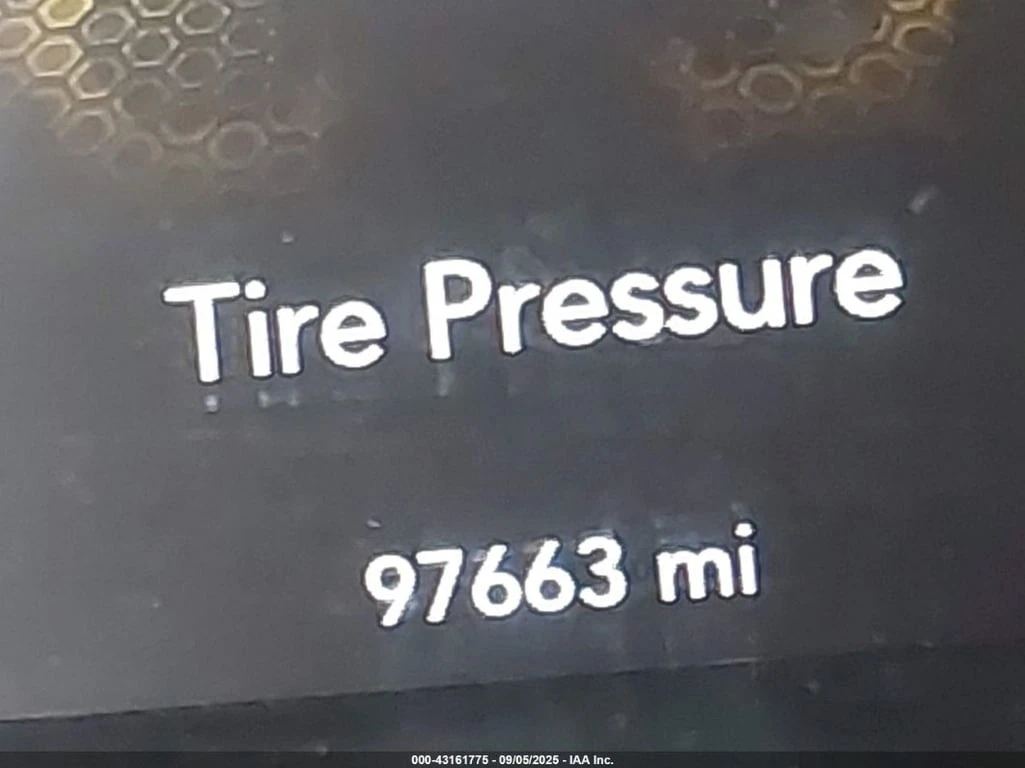 Tire Pressure
97663 mi
000-43161775 - 09/05/2025 - IAA Inc.